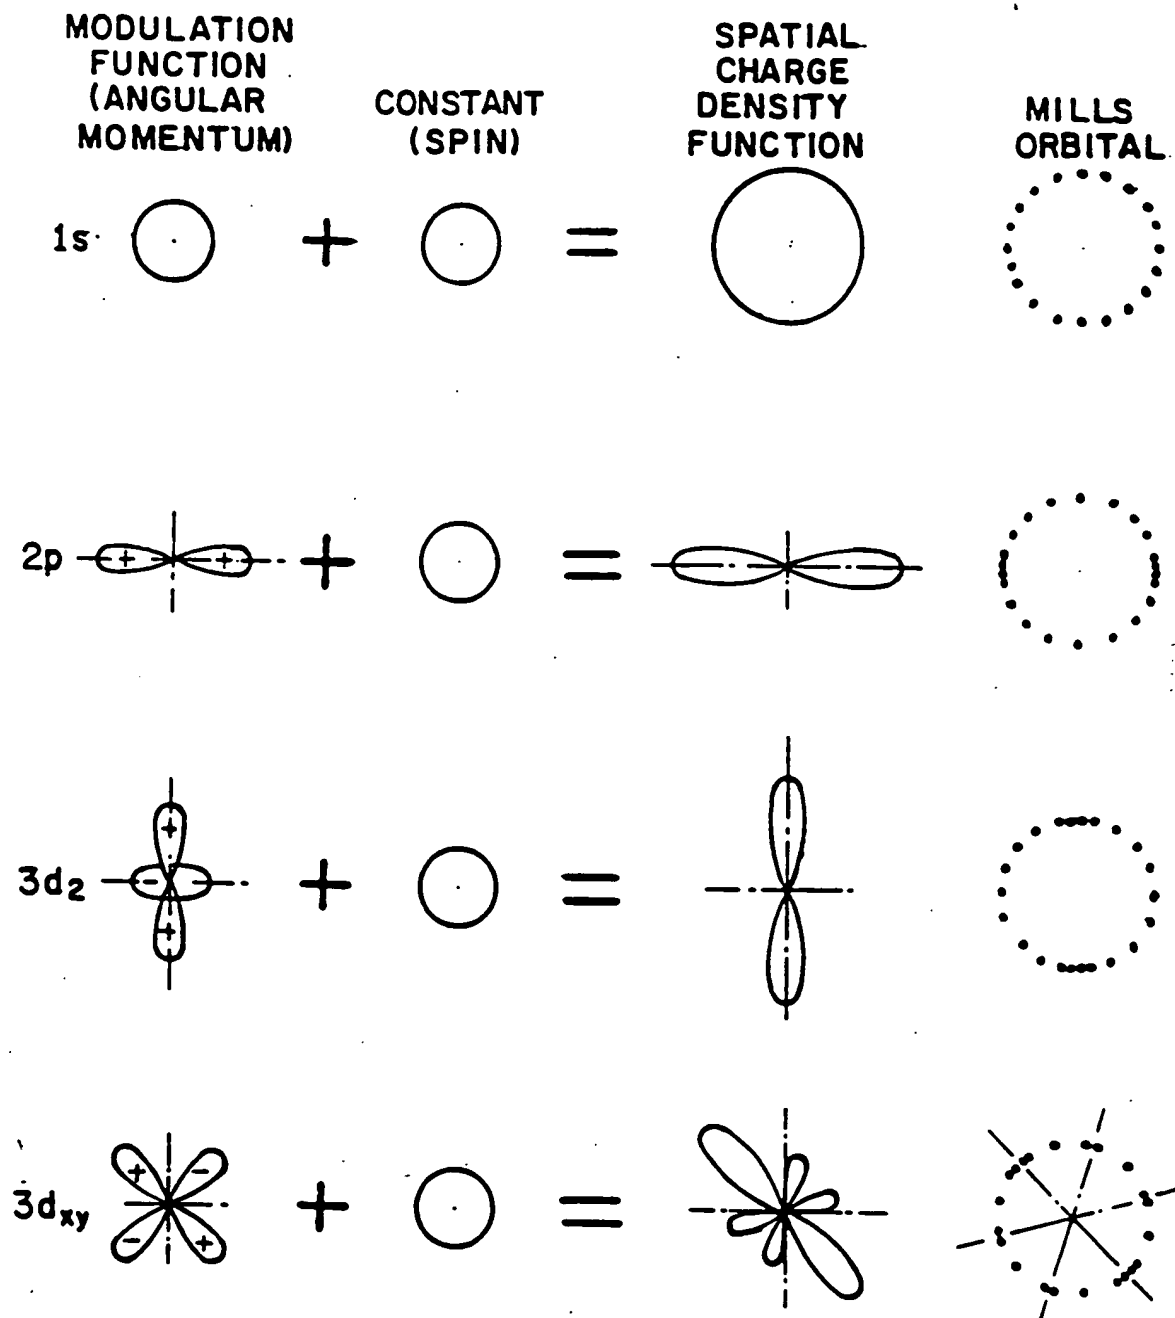 MODULATION
FUNCTION
(ANGULAR
MOMENTUM)
CONSTANT
(SPIN)
SPATIAL
CHARGE
DENSITY
FUNCTION
MILLS
ORBITAL
1s + =
2p + + + =
3d2 + - + + =
3dxy + - - + + =